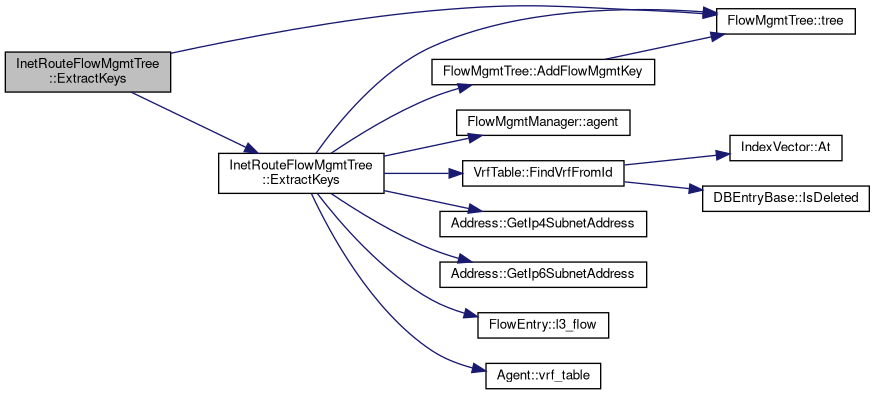 InetRouteFlowMgmtTree
::ExtractKeys
InetRouteFlowMgmtTree
::ExtractKeys
FlowMgmtTree::tree
FlowMgmtTree::AddFlowMgmtKey
FlowMgmtManager::agent
VrfTable::FindVrfFromId
IndexVector::At
DBEntryBase::IsDeleted
Address::GetIp4SubnetAddress
Address::GetIp6SubnetAddress
FlowEntry::l3_flow
Agent::vrf_table